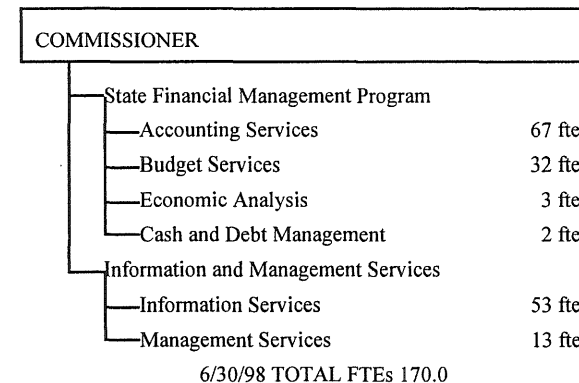 COMMISSIONER
State Financial Management Program
Accounting Services 67 fte
Budget Services 32 fte
Economic Analysis 3 fte
Cash and Debt Management 2 fte
Information and Management Services
Information Services 53 fte
Management Services 13 fte
6/30/98 TOTAL FTEs 170.0